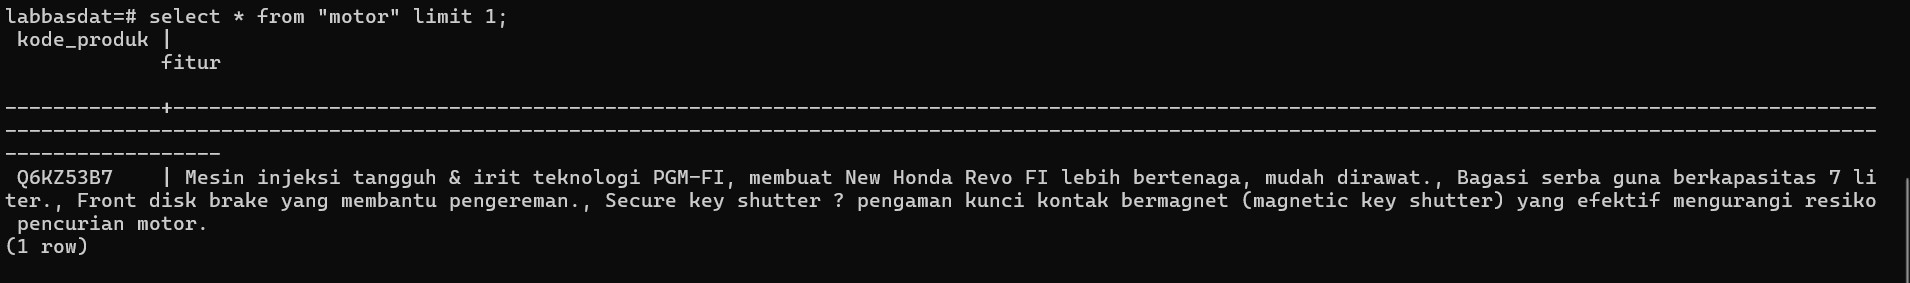 labbasdat=# select * from "motor" limit 1;
kode_produk |
fitur
-------------+----------------------------------------------------------------------------------------------------------------------------------------------
------------------------------------------------------------------------------------------------------------------------------------------------------------
------------------
Q6KZ53B7    | Mesin injeksi tangguh & irit teknologi PGM-FI, membuat New Honda Revo FI lebih bertenaga, mudah dirawat., Bagasi serba guna berkapasitas 7 li
ter., Front disk brake yang membantu pengereman., Secure key shutter ? pengaman kunci kontak bermagnet (magnetic key shutter) yang efektif mengurangi resiko
pencurian motor.
(1 row)